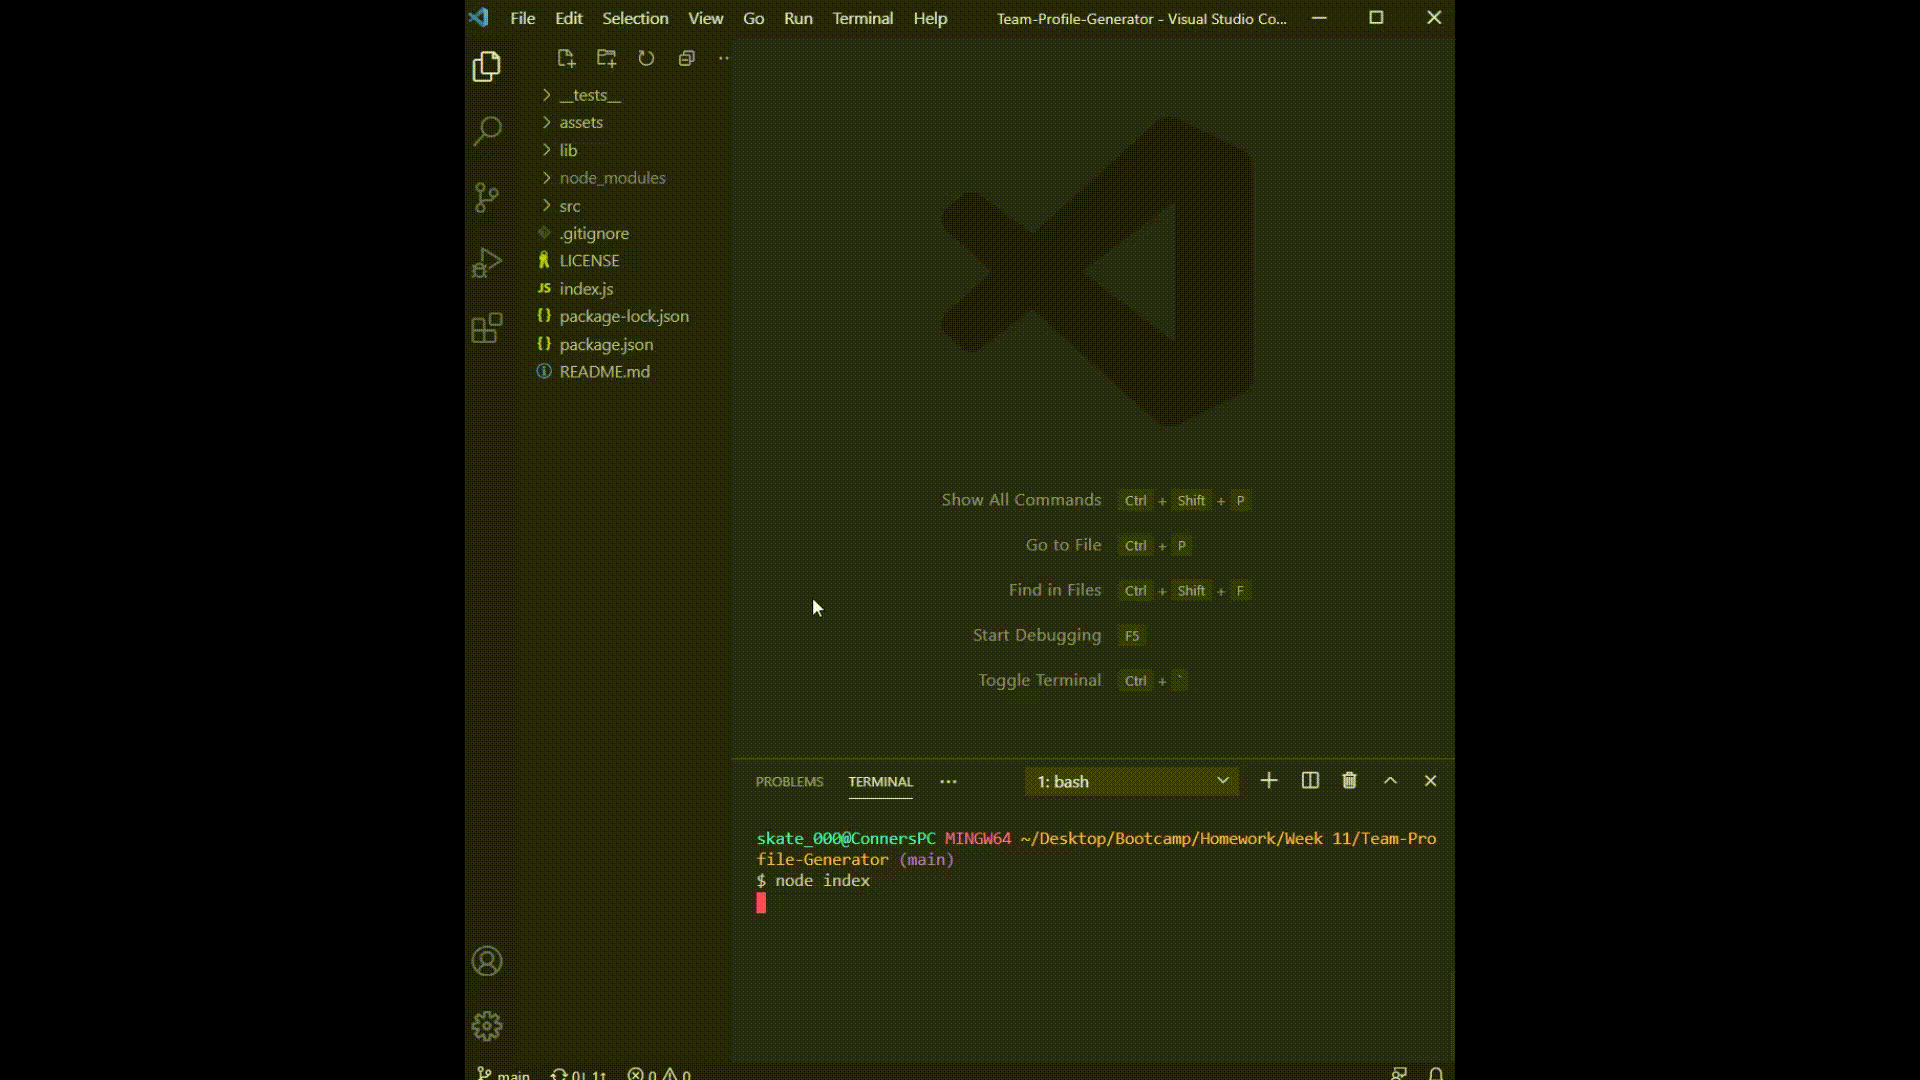 File Edit Selection View Go Run Terminal Help Team-Profile-Generator - Visual Studio Co...
__tests__
assets
lib
node_modules
src
.gitignore
LICENSE
JS index.js
{} package-lock.json
{} package.json
README.md
Show All Commands Ctrl + Shift + P
Go to File Ctrl + P
Find in Files Ctrl + Shift + F
Start Debugging F5
Toggle Terminal Ctrl + `
PROBLEMS TERMINAL ··· 1: bash
skate_000@ConnersPC MINGW64 ~/Desktop/Bootcamp/Homework/Week 11/Team-Pro
file-Generator (main)
$ node index
main 0↓ 1↑ 0 0